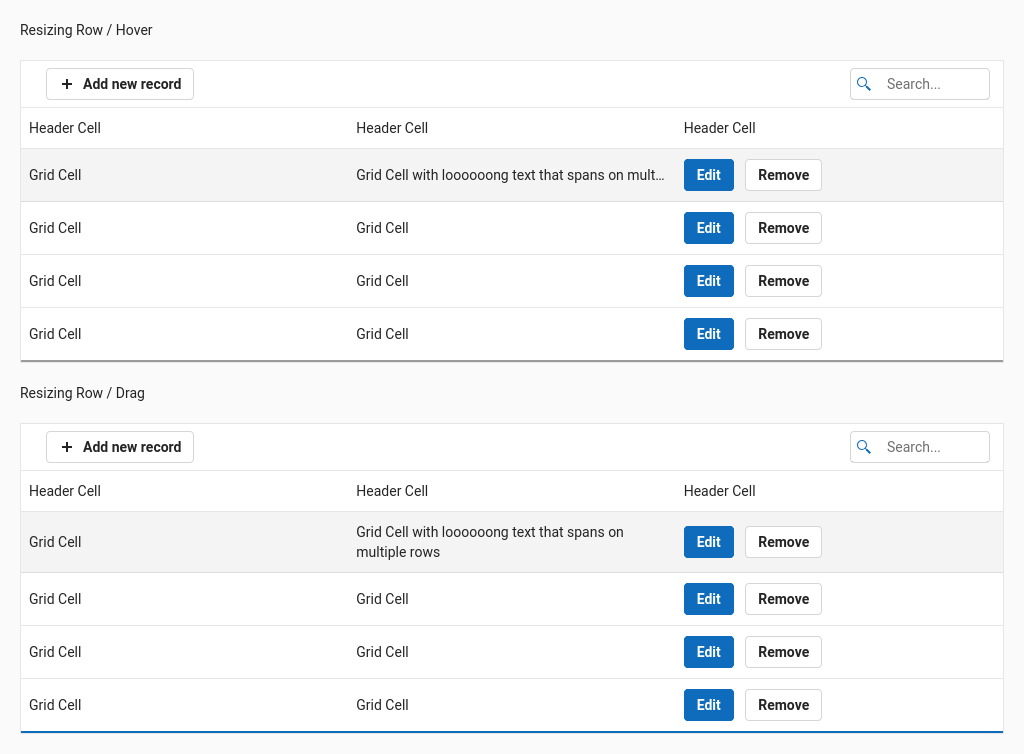 Resizing Row / Hover
Add new record Search...
Header Cell Header Cell Header Cell
Grid Cell Grid Cell with loooooong text that spans on mult... Edit Remove
Grid Cell Grid Cell Edit Remove
Grid Cell Grid Cell Edit Remove
Grid Cell Grid Cell Edit Remove
Resizing Row / Drag
Add new record Search...
Header Cell Header Cell Header Cell
Grid Cell Grid Cell with loooooong text that spans on
multiple rows Edit Remove
Grid Cell Grid Cell Edit Remove
Grid Cell Grid Cell Edit Remove
Grid Cell Grid Cell Edit Remove